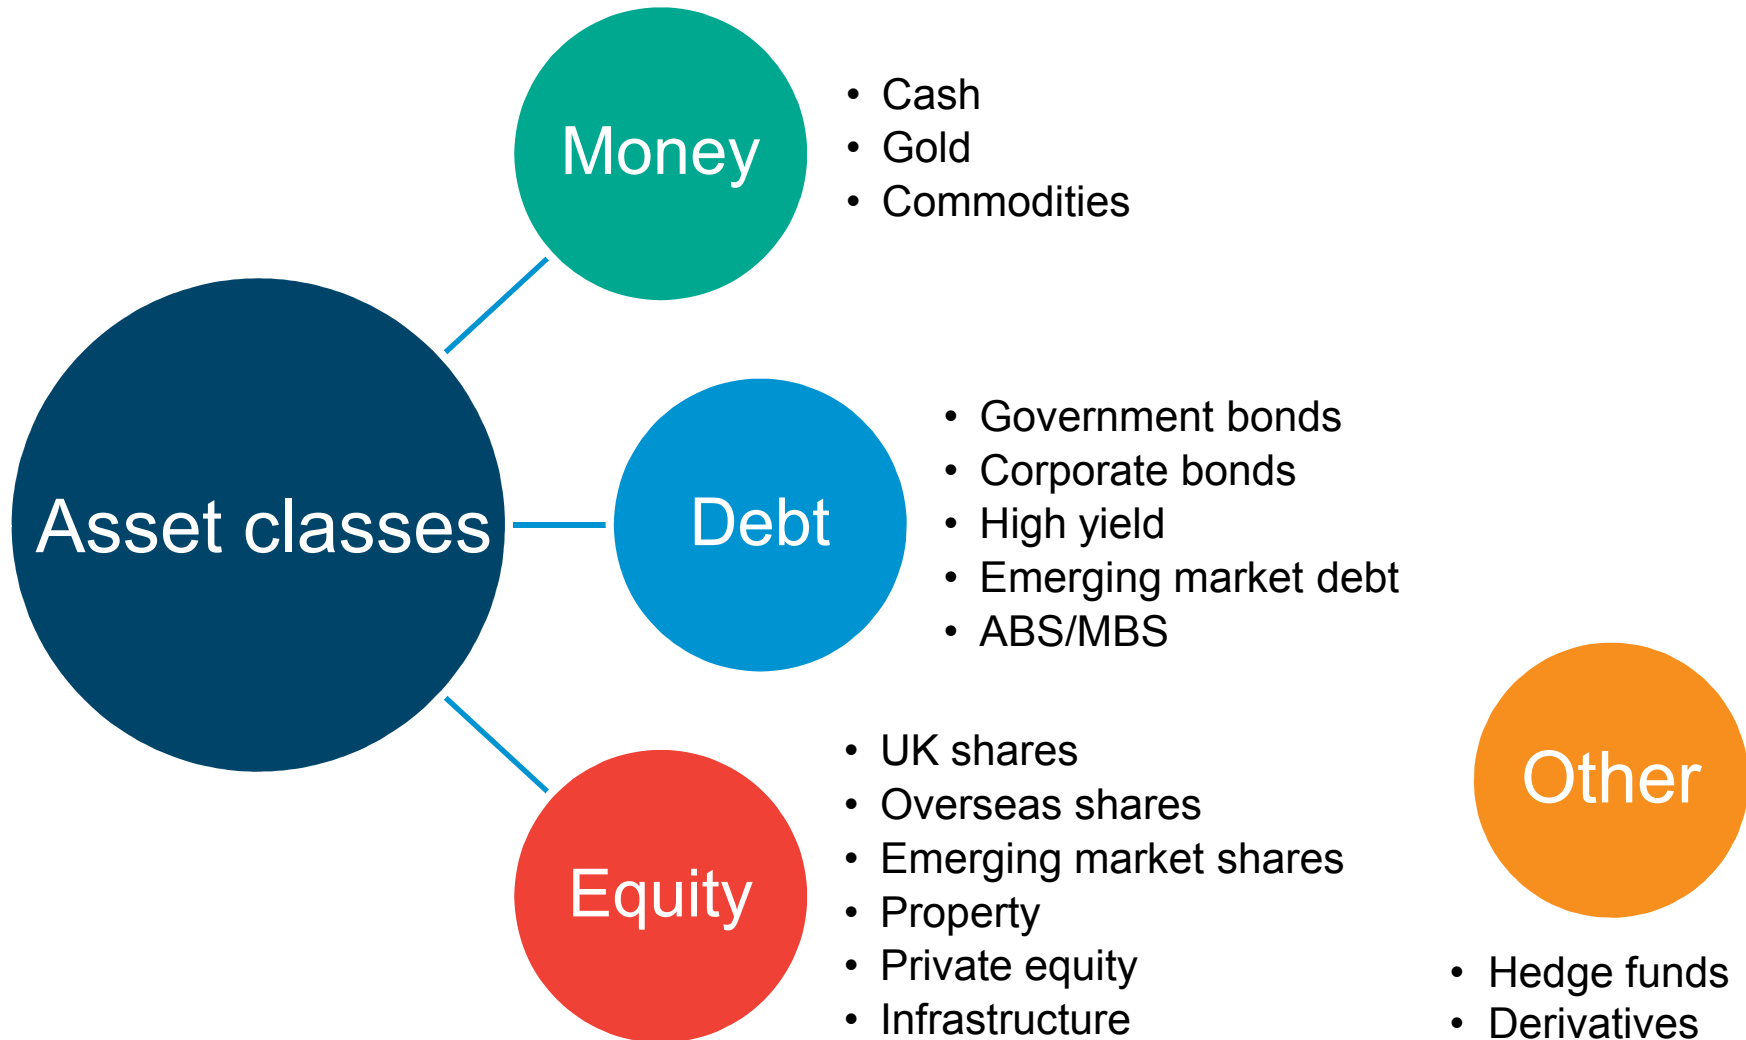 Money
• Cash
• Gold
• Commodities
Asset classes
Debt
• Government bonds
• Corporate bonds
• High yield
• Emerging market debt
• ABS/MBS
Equity
• UK shares
• Overseas shares
• Emerging market shares
• Property
• Private equity
• Infrastructure
Other
• Hedge funds
• Derivatives